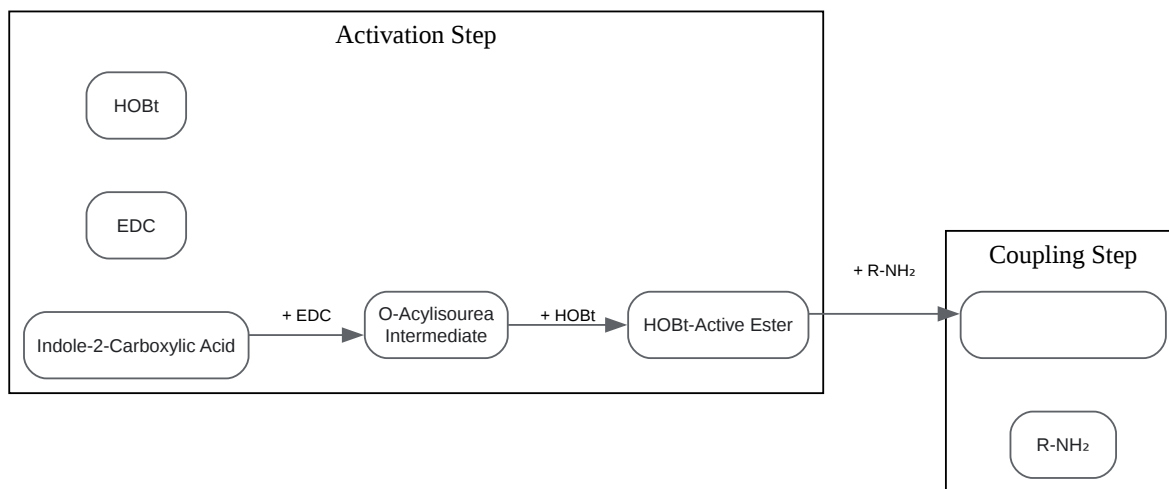 Activation Step
HOBt
EDC
Indole-2-Carboxylic Acid
+ EDC
O-Acylisourea
Intermediate
+ HOBt
HOBt-Active Ester
+ R-NH₂
Coupling Step
R-NH₂